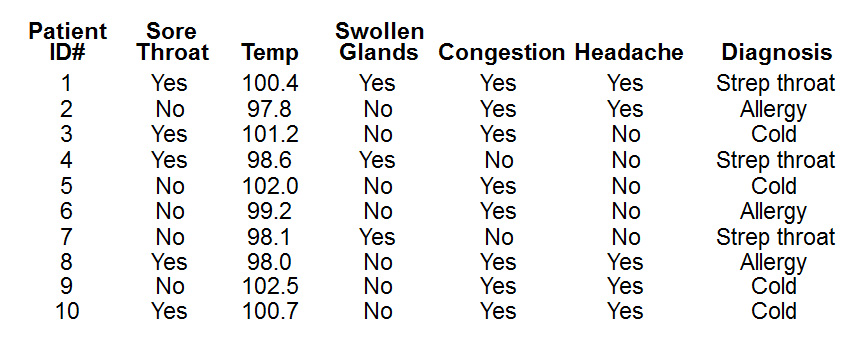 Patient ID# Sore Throat Temp Swollen Glands Congestion Headache Diagnosis
1 Yes 100.4 Yes Yes Yes Strep throat
2 No 97.8 No Yes Yes Allergy
3 Yes 101.2 No Yes No Cold
4 Yes 98.6 Yes No No Strep throat
5 No 102.0 No Yes No Cold
6 No 99.2 No Yes No Allergy
7 No 98.1 Yes No No Strep throat
8 Yes 98.0 No Yes Yes Allergy
9 No 102.5 No Yes Yes Cold
10 Yes 100.7 No Yes Yes Cold